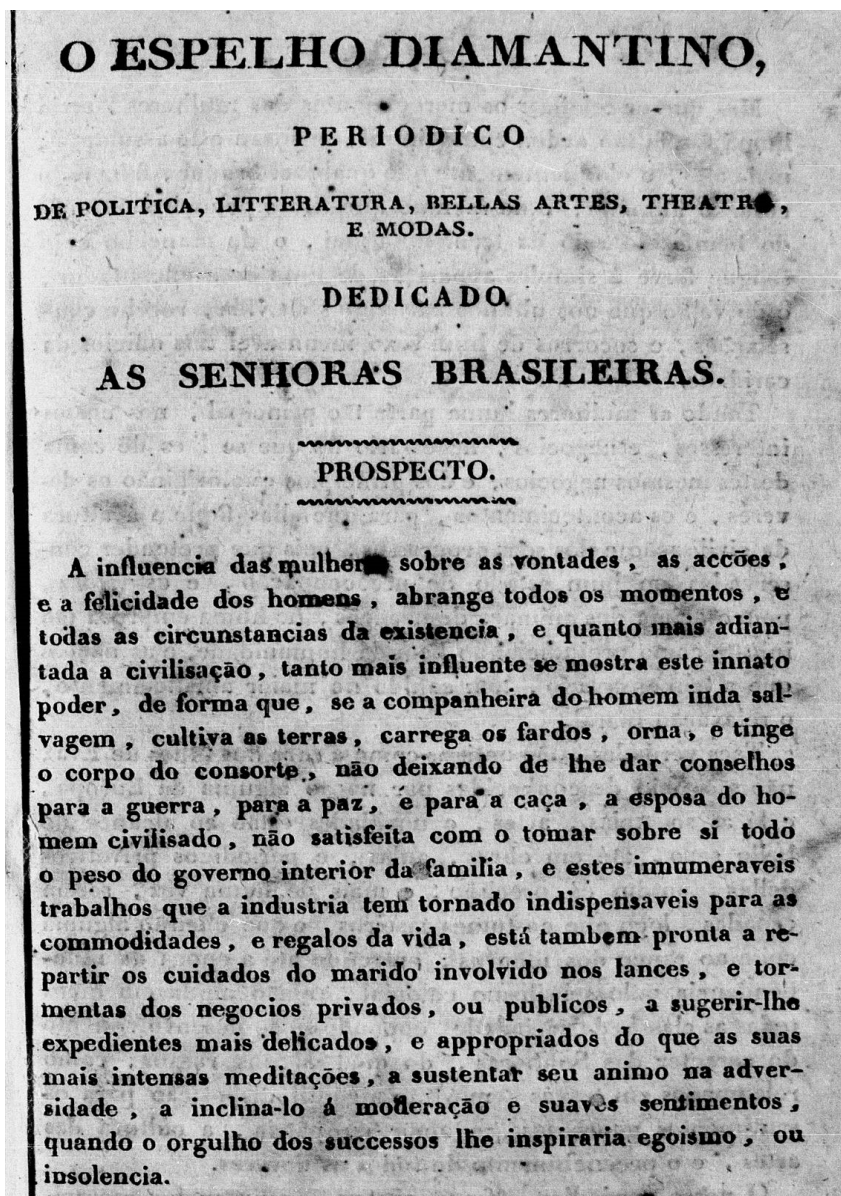 O ESPELHO DIAMANTINO,
PERIODICO
DE POLITICA, LITTERATURA, BELLAS ARTES, THEATRO,
E MODAS.
DEDICADO
AS SENHORAS BRASILEIRAS.
PROSPECTO.
A influencia das mulheres sobre as vontades, as acções,
e a felicidade dos homens, abrange todos os momentos, e
todas as circunstancias da existencia, e quanto mais adian-
tada a civilisação, tanto mais influente se mostra este innato
poder, de forma que, se a companheira do homem inda sal-
vagem, cultiva as terras, carrega os fardos, orna, e tinge
o corpo do consorte, não deixando de lhe dar conselhos
para a guerra, para a paz, e para a caça, a esposa do ho-
mem civilisado, não satisfeita com o tomar sobre si todo
o peso do governo interior da familia, e estes innumeraveis
trabalhos que a industria tem tornado indispensaveis para as
commodidades, e regalos da vida, está tambem pronta a re-
partir os cuidados do marido involvido nos lances, e tor-
mentas dos negocios privados, ou publicos, a sugerir-lhe
expedientes mais delicados, e appropriados do que as suas
mais intensas meditações, a sustentar seu animo na adver-
sidade, a inclina-lo á moderação e suaves sentimentos,
quando o orgulho dos successos lhe inspiraria egoismo, ou
insolencia.